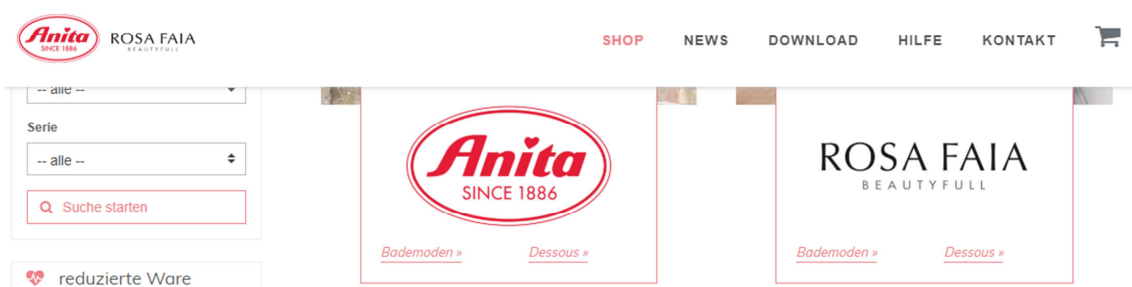 Anita SINCE 1886 ROSA FAIA BEAUTYFULL SHOP NEWS DOWNLOAD HILFE KONTAKT
-- alle --
Serie
-- alle --
Suche starten
reduzierte Ware
Anita
SINCE 1886
Bademoden » Dessous »
ROSA FAIA
BEAUTYFULL
Bademoden » Dessous »